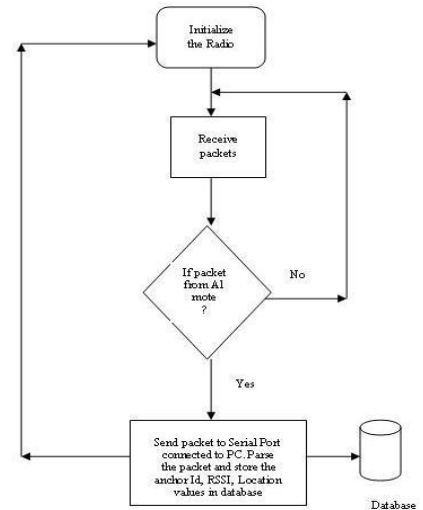 Initialize
the Radio
Receive
packets
If packet
from A1
mote
?
No
Yes
Send packet to Serial Port
connected to PC. Parse
the packet and store the
anchor Id, RSSI, Location
values in database
Database